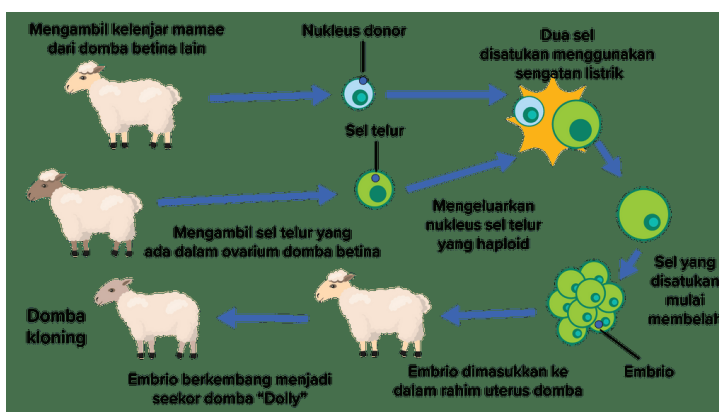 Mengambil kelenjar mamae
dari domba betina lain
Nukleus donor
Dua sel
disatukan menggunakan
sengatan listrik
Sel telur
Mengambil sel telur yang
ada dalam ovarium domba betina
Mengeluarkan
nukleus sel telur
yang haploid
Sel yang
disatukan
mulai
membelah
Embrio
Embrio dimasukkan ke
dalam rahim uterus domba
Embrio berkembang menjadi
seekor domba “Dolly”
Domba
kloning